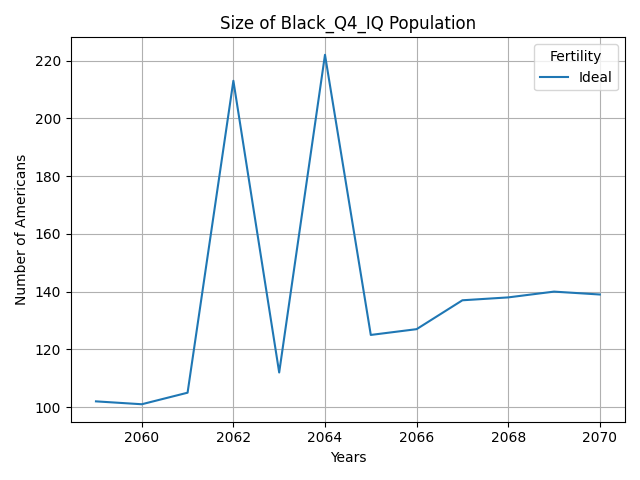 Size of Black_Q4_IQ Population
Number of Americans
220
200
180
160
140
120
100
Fertility
Ideal
2060 2062 2064 2066 2068 2070
Years